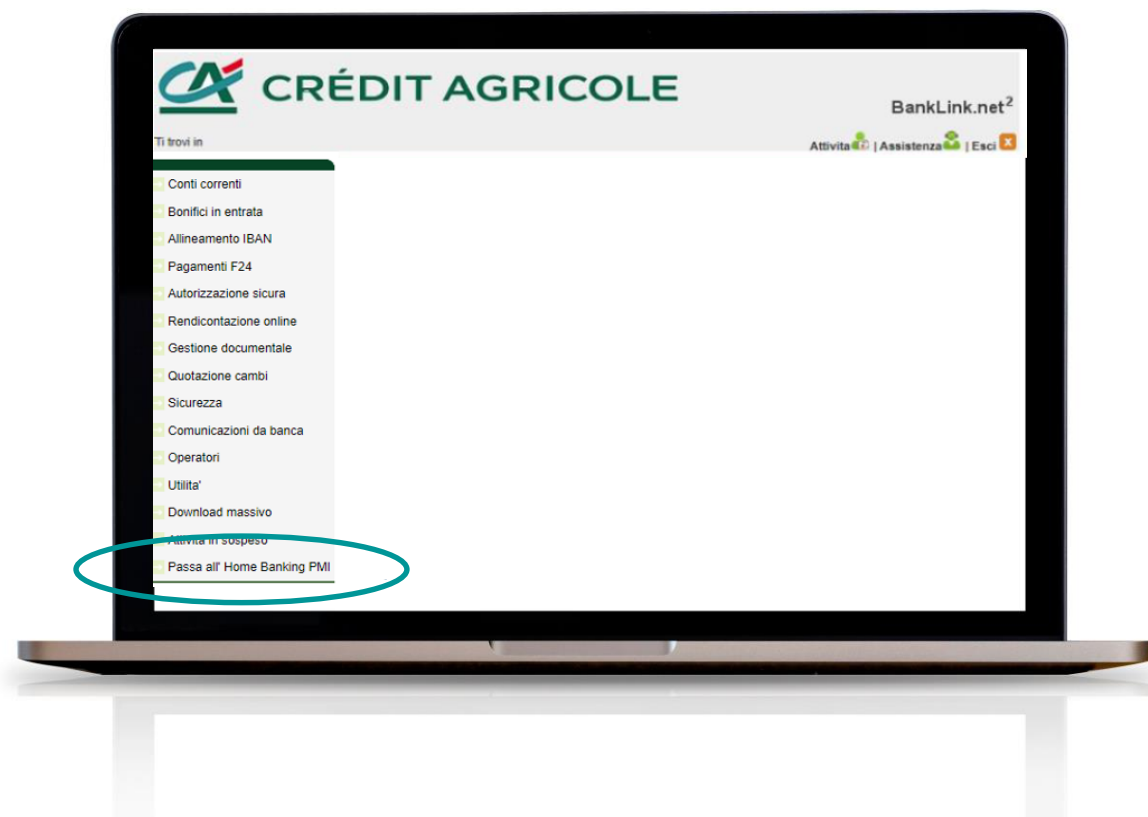 CRÉDIT AGRICOLE
BankLink.net²
Ti trovi in
Attivita | Assistenza | Esci
Conti correnti
Bonifici in entrata
Allineamento IBAN
Pagamenti F24
Autorizzazione sicura
Rendicontazione online
Gestione documentale
Quotazione cambi
Sicurezza
Comunicazioni da banca
Operatori
Utilita'
Download massivo
Attivita in sospeso
Passa all' Home Banking PMI